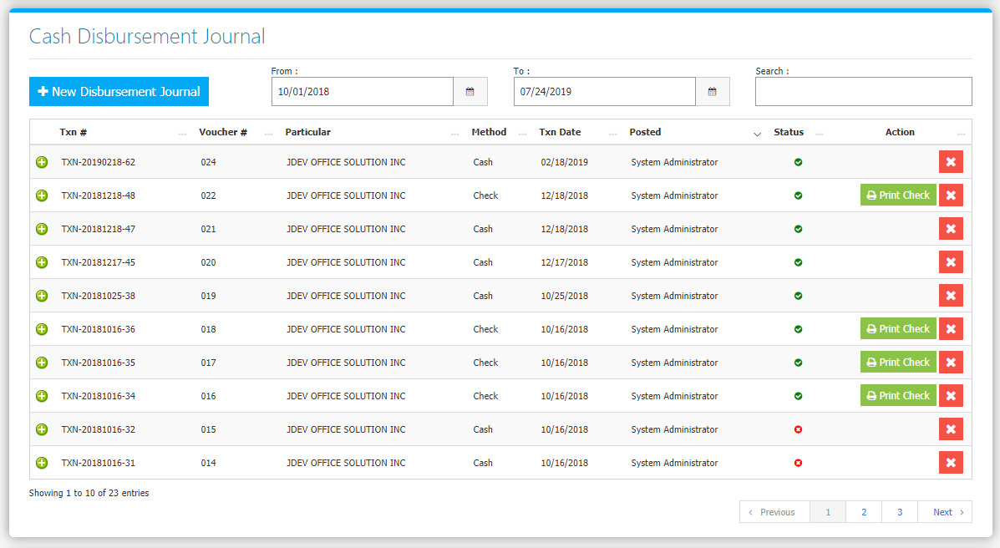 Cash Disbursement Journal
From :
To :
Search :
New Disbursement Journal
10/01/2018
07/24/2019
Txn # Voucher # Particular Method Txn Date Posted Status Action
TXN-20190218-62 024 JDEV OFFICE SOLUTION INC Cash 02/18/2019 System Administrator
TXN-20181218-48 022 JDEV OFFICE SOLUTION INC Check 12/18/2018 System Administrator Print Check
TXN-20181218-47 021 JDEV OFFICE SOLUTION INC Cash 12/18/2018 System Administrator
TXN-20181217-45 020 JDEV OFFICE SOLUTION INC Cash 12/17/2018 System Administrator
TXN-20181025-38 019 JDEV OFFICE SOLUTION INC Cash 10/25/2018 System Administrator
TXN-20181016-36 018 JDEV OFFICE SOLUTION INC Check 10/16/2018 System Administrator Print Check
TXN-20181016-35 017 JDEV OFFICE SOLUTION INC Check 10/16/2018 System Administrator Print Check
TXN-20181016-34 016 JDEV OFFICE SOLUTION INC Check 10/16/2018 System Administrator Print Check
TXN-20181016-32 015 JDEV OFFICE SOLUTION INC Cash 10/16/2018 System Administrator
TXN-20181016-31 014 JDEV OFFICE SOLUTION INC Cash 10/16/2018 System Administrator
Showing 1 to 10 of 23 entries
Previous 1 2 3 Next